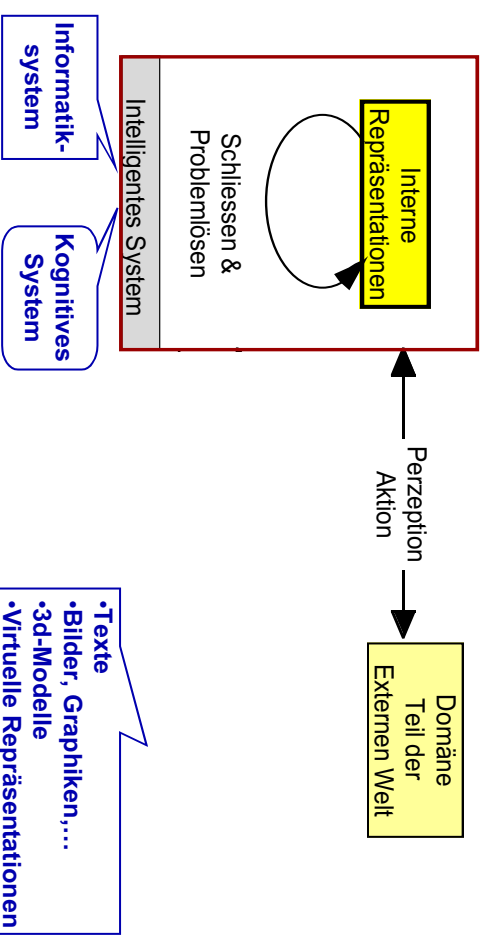 Interne
Repräsentationen
Schliessen &
Problemlösen
Intelligentes System
Perzeption
Aktion
Domäne
Teil der
Externen Welt
Informatik-
system
Kognitives
System
•Texte
•Bilder, Graphiken,…
•3d-Modelle
•Virtuelle Repräsentationen